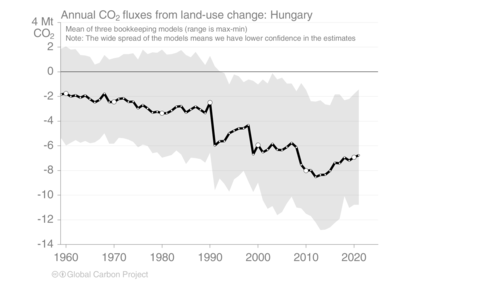 Annual CO₂ fluxes from land-use change: Hungary
4 Mt
CO₂
Mean of three bookkeeping models (range is max-min)
Note: The wide spread of the models means we have lower confidence in the estimates
2
0
-2
-4
-6
-8
-10
-12
-14
1960 1970 1980 1990 2000 2010 2020
Global Carbon Project